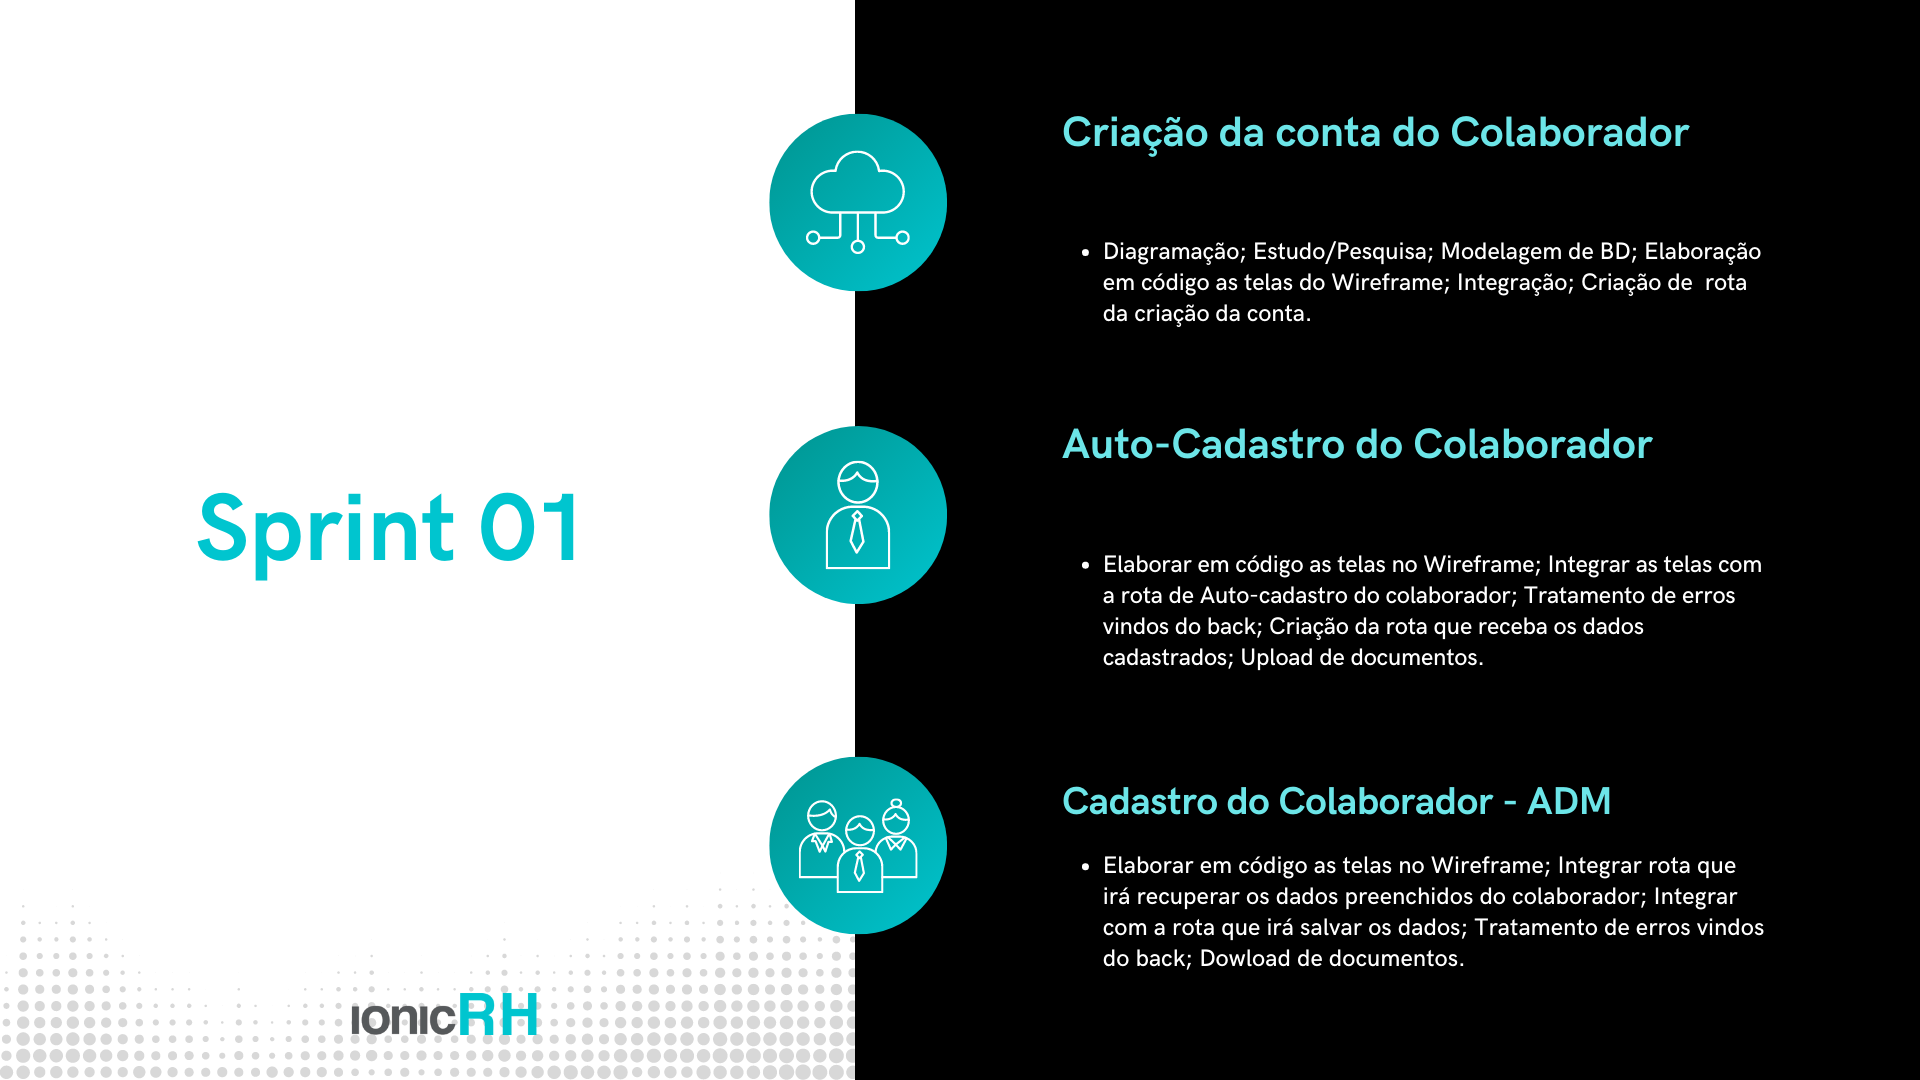 Sprint 01
ionicRH
Criação da conta do Colaborador
• Diagramação; Estudo/Pesquisa; Modelagem de BD; Elaboração
em código as telas do Wireframe; Integração; Criação de  rota
da criação da conta.
Auto-Cadastro do Colaborador
• Elaborar em código as telas no Wireframe; Integrar as telas com
a rota de Auto-cadastro do colaborador; Tratamento de erros
vindos do back; Criação da rota que receba os dados
cadastrados; Upload de documentos.
Cadastro do Colaborador - ADM
• Elaborar em código as telas no Wireframe; Integrar rota que
irá recuperar os dados preenchidos do colaborador; Integrar
com a rota que irá salvar os dados; Tratamento de erros vindos
do back; Dowload de documentos.